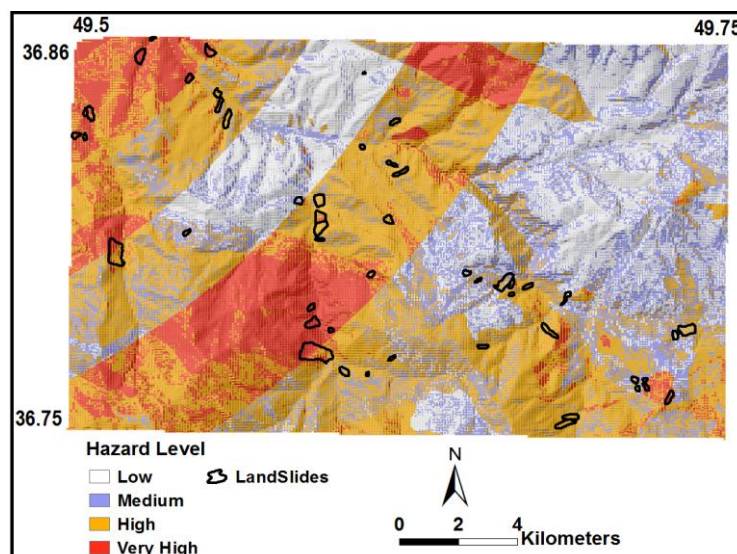 49.5
49.75
36.86
36.75
Hazard Level
Low
LandSlides
Medium
High
Very High
N
0 2 4
Kilometers